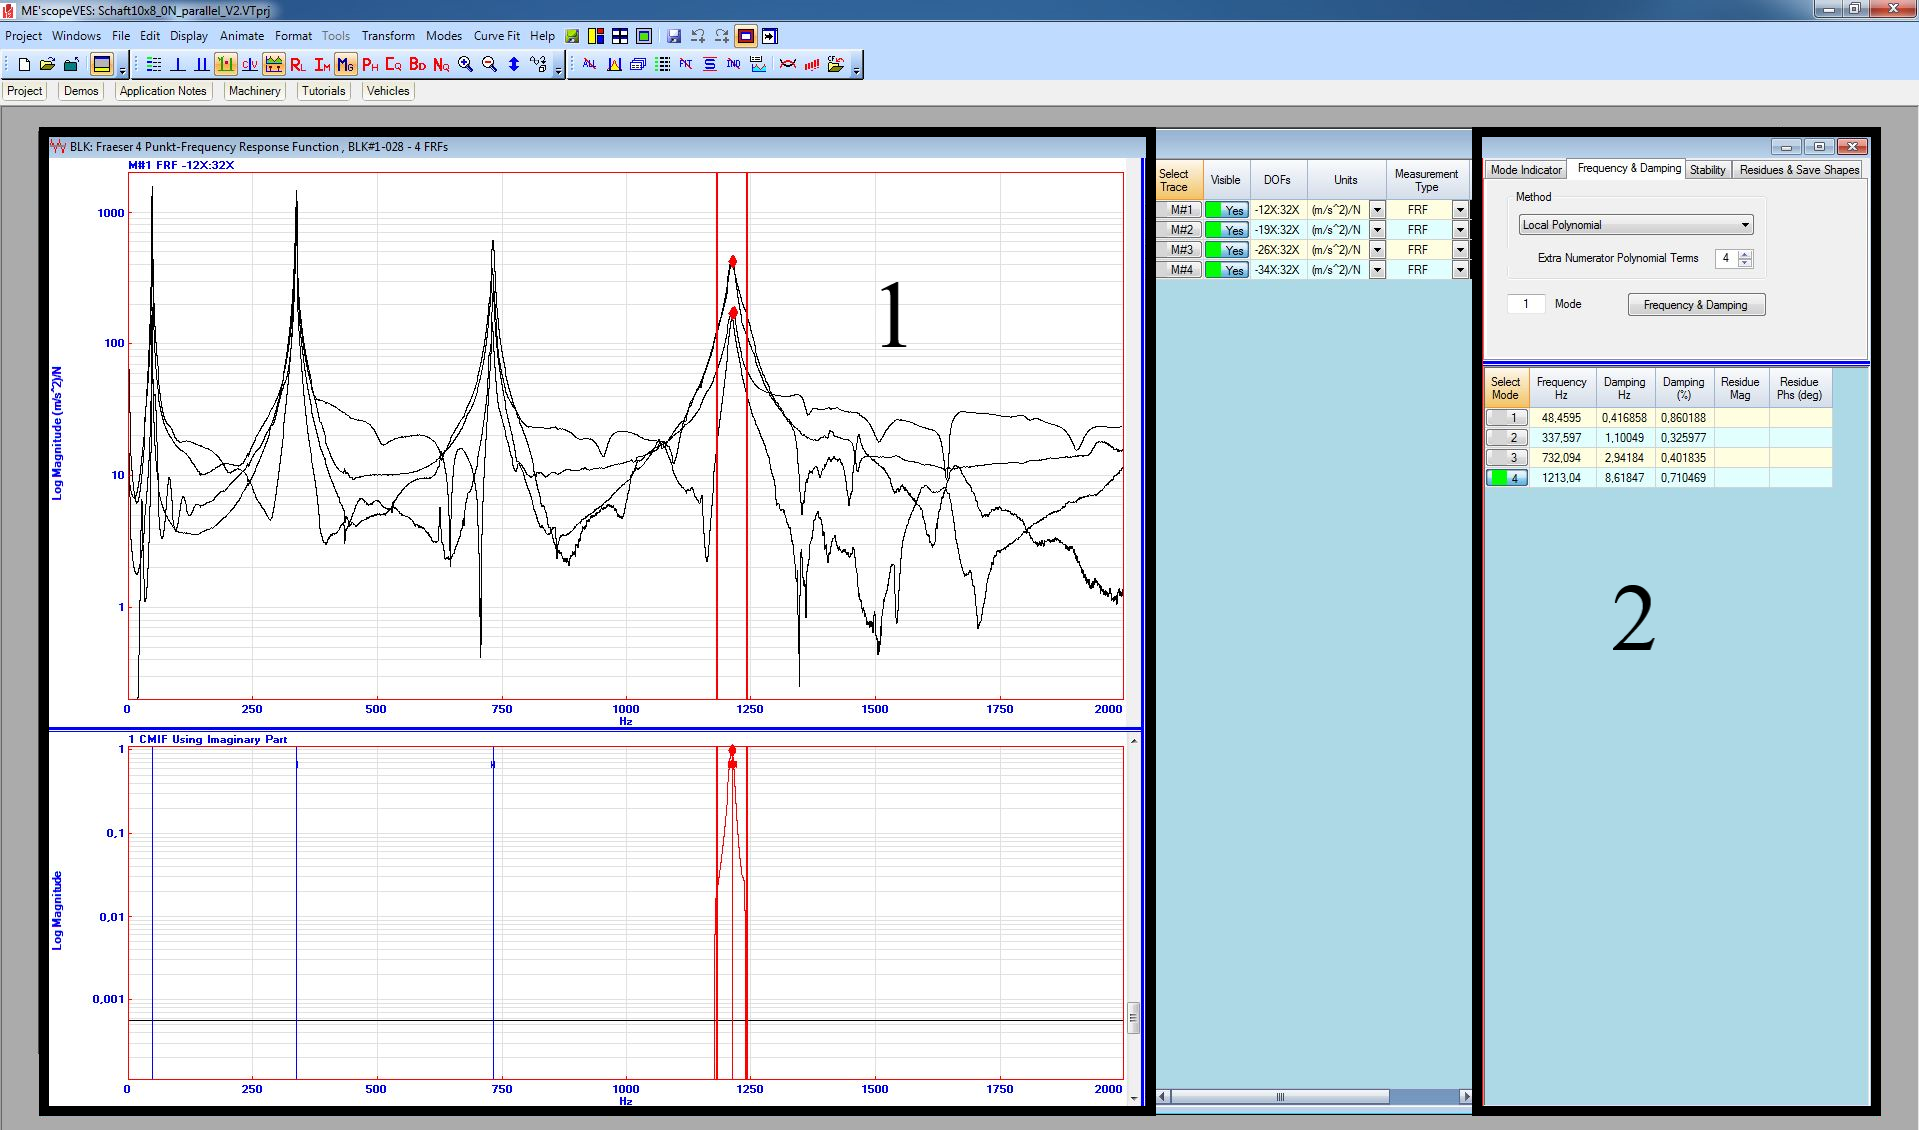 ME'scopeVES: Schaft10x8_0N_parallel_V2.VTprj
Project Windows File Edit Display Animate Format Tools Transform Modes Curve Fit Help
C|V RL IM MG PH CQ BD NQ
Project Demos Application Notes Machinery Tutorials Vehicles
BLK: Fraeser 4 Punkt-Frequency Response Function , BLK#1-028 - 4 FRFs
M#1 FRF -12X:32X
1000
100
10
1
Log Magnitude (m/s^2)/N
0 250 500 750 1000 1250 1500 1750 2000
Hz
1
1 CMIF Using Imaginary Part
1
0,1
0,01
0,001
Log Magnitude
0 250 500 750 1000 1250 1500 1750 2000
Hz
Select Trace Visible DOFs Units Measurement Type
M#1 Yes -12X:32X (m/s^2)/N FRF
M#2 Yes -19X:32X (m/s^2)/N FRF
M#3 Yes -26X:32X (m/s^2)/N FRF
M#4 Yes -34X:32X (m/s^2)/N FRF
Mode Indicator Frequency & Damping Stability Residues & Save Shapes
Method
Local Polynomial
Extra Numerator Polynomial Terms 4
1 Mode Frequency & Damping
Select Mode Frequency Hz Damping Hz Damping (%) Residue Mag Residue Phs (deg)
1 48,4595 0,416858 0,860188
2 337,597 1,10049 0,325977
3 732,094 2,94184 0,401835
4 1213,04 8,61847 0,710469
2